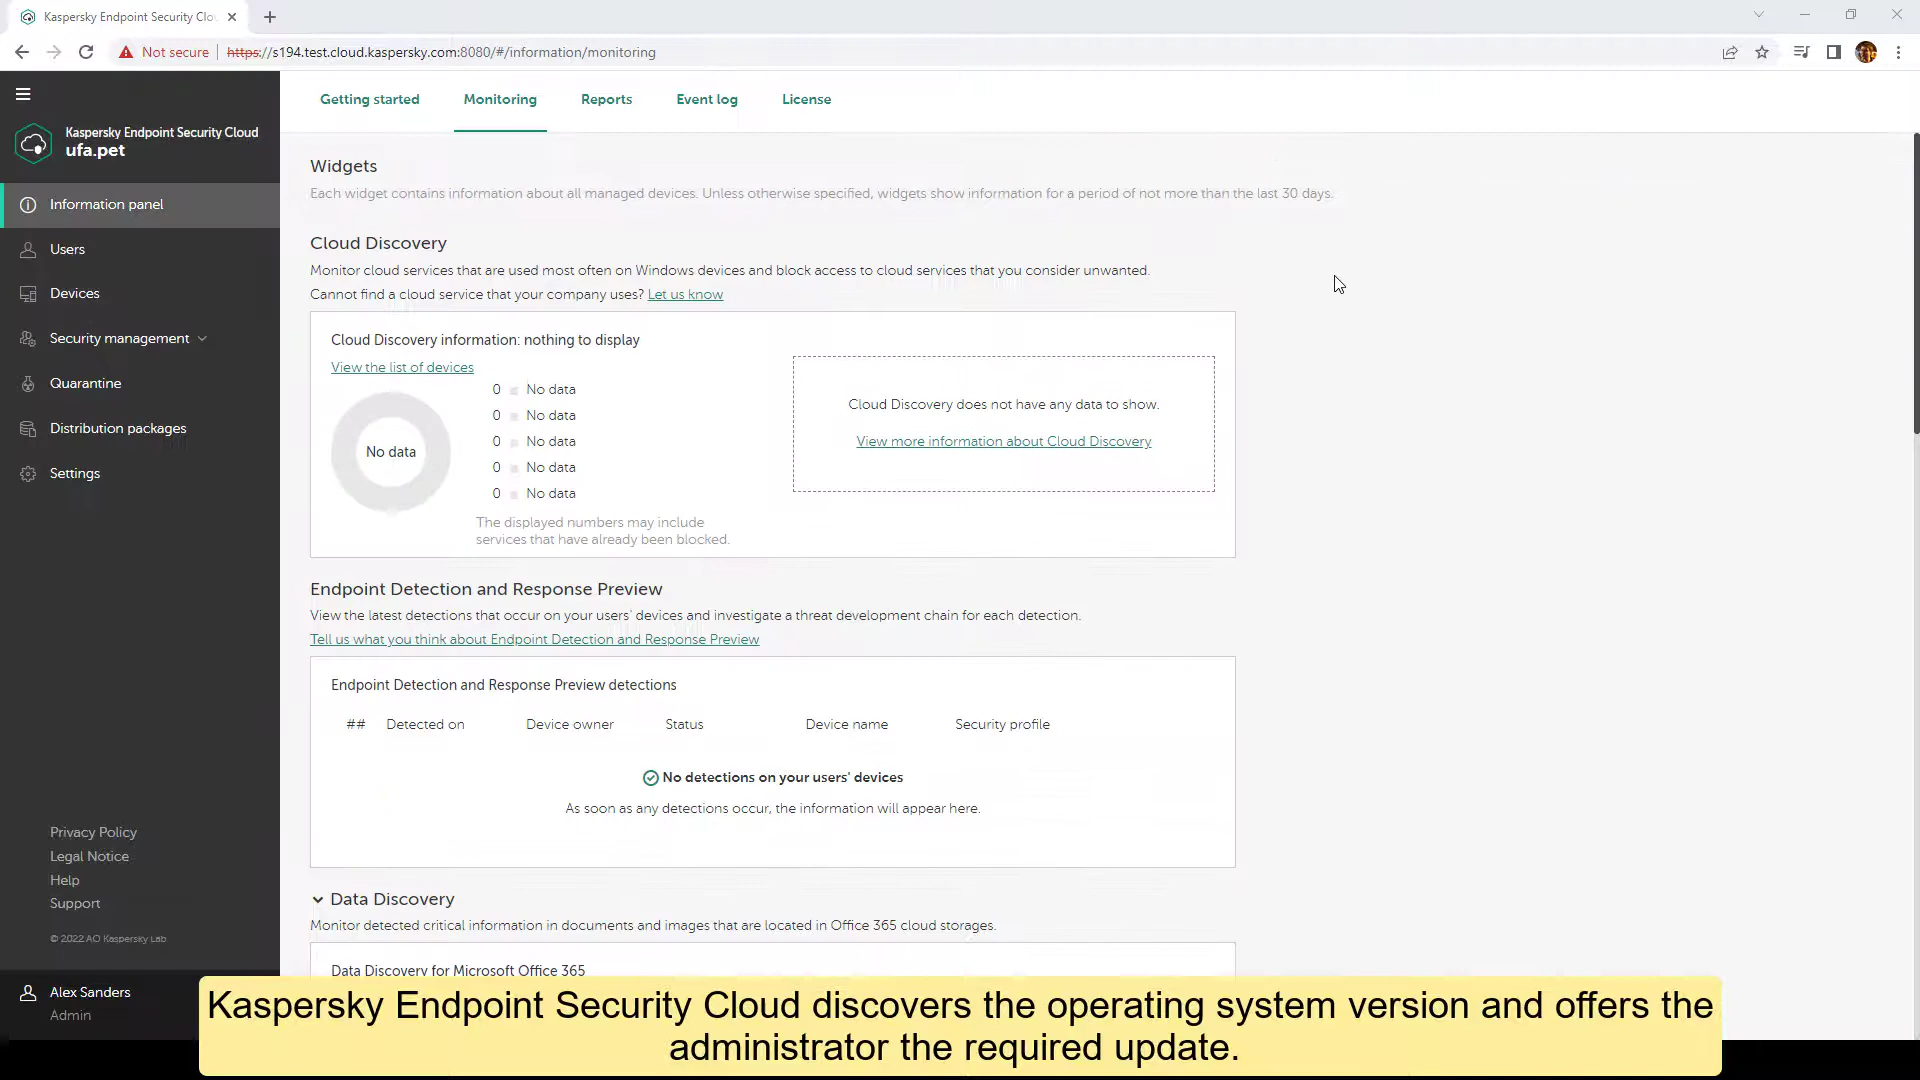 Kaspersky Endpoint Security Clo
Not secure
https://s194.test.cloud.kaspersky.com:8080/#/information/monitoring
Kaspersky Endpoint Security Cloud
ufa.pet
Information panel
Users
Devices
Security management
Quarantine
Distribution packages
Settings
Privacy Policy
Legal Notice
Help
Support
© 2022 AO Kaspersky Lab
Alex Sanders
Admin
Getting started Monitoring Reports Event log License
Widgets
Each widget contains information about all managed devices. Unless otherwise specified, widgets show information for a period of not more than the last 30 days.
Cloud Discovery
Monitor cloud services that are used most often on Windows devices and block access to cloud services that you consider unwanted.
Cannot find a cloud service that your company uses? Let us know
Cloud Discovery information: nothing to display
View the list of devices
No data
0 No data
0 No data
0 No data
0 No data
0 No data
The displayed numbers may include
services that have already been blocked.
Cloud Discovery does not have any data to show.
View more information about Cloud Discovery
Endpoint Detection and Response Preview
View the latest detections that occur on your users' devices and investigate a threat development chain for each detection.
Tell us what you think about Endpoint Detection and Response Preview
Endpoint Detection and Response Preview detections
## Detected on Device owner Status Device name Security profile
No detections on your users' devices
As soon as any detections occur, the information will appear here.
Data Discovery
Monitor detected critical information in documents and images that are located in Office 365 cloud storages.
Data Discovery for Microsoft Office 365
Kaspersky Endpoint Security Cloud discovers the operating system version and offers the
administrator the required update.